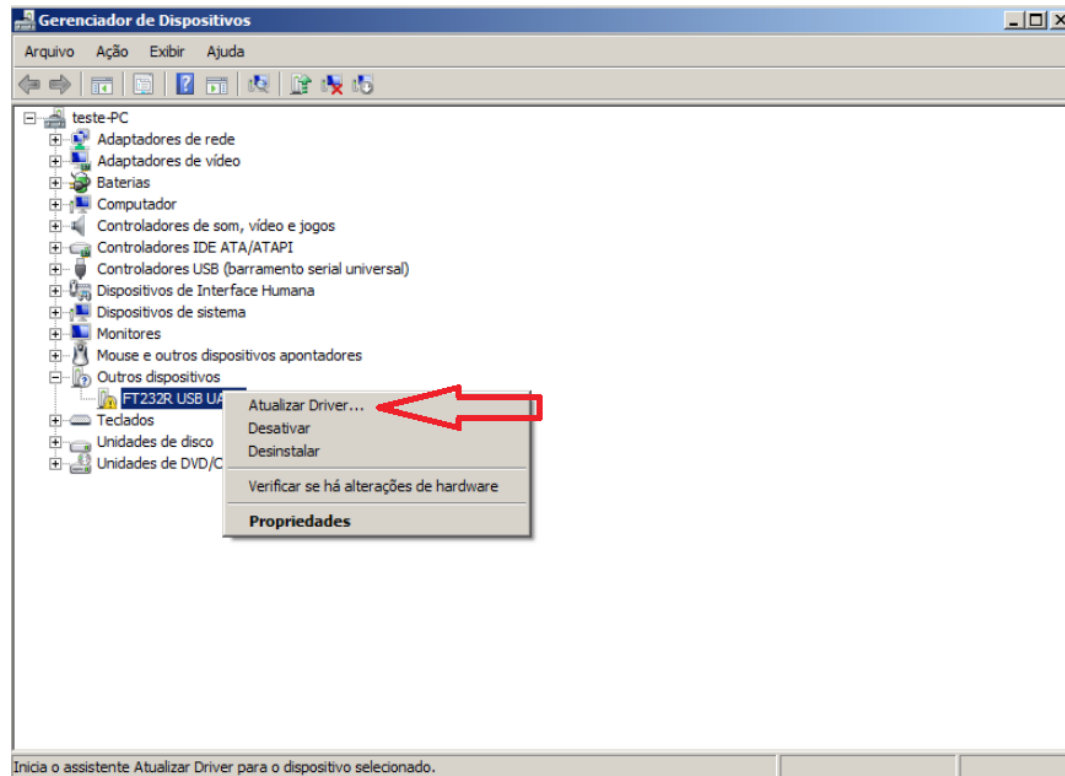 Gerenciador de Dispositivos
Arquivo Ação Exibir Ajuda
teste-PC
Adaptadores de rede
Adaptadores de vídeo
Baterias
Computador
Controladores de som, vídeo e jogos
Controladores IDE ATA/ATAPI
Controladores USB (barramento serial universal)
Dispositivos de Interface Humana
Dispositivos de sistema
Monitores
Mouse e outros dispositivos apontadores
Outros dispositivos
FT232R USB
Teclados
Unidades de disco
Unidades de DVD/C
Atualizar Driver...
Desativar
Desinstalar
Verificar se há alterações de hardware
Propriedades
Inicia o assistente Atualizar Driver para o dispositivo selecionado.